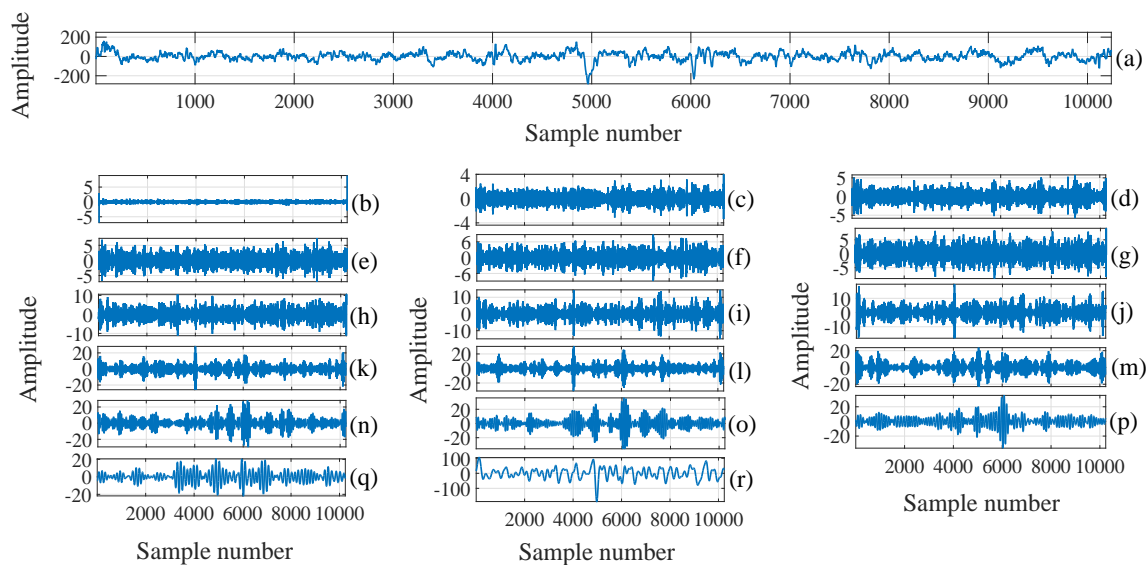 Amplitude
200
0
-200
(a)
1000 2000 3000 4000 5000 6000 7000 8000 9000 10000
Sample number
5
0
-5
(b)
4
0
-4
(c)
5
0
-5
(d)
5
0
-5
(e)
6
0
-6
(f)
5
0
-5
(g)
10
0
-10
(h)
10
0
-10
(i)
10
0
-10
(j)
20
0
-20
(k)
20
0
-20
(l)
20
0
-20
(m)
20
0
-20
(n)
20
0
-20
(o)
20
0
-20
(p)
2000 4000 6000 8000 10000
20
0
-20
(q)
100
0
-100
(r)
2000 4000 6000 8000 10000
2000 4000 6000 8000 10000
Amplitude
Amplitude
Amplitude
Sample number
Sample number
Sample number